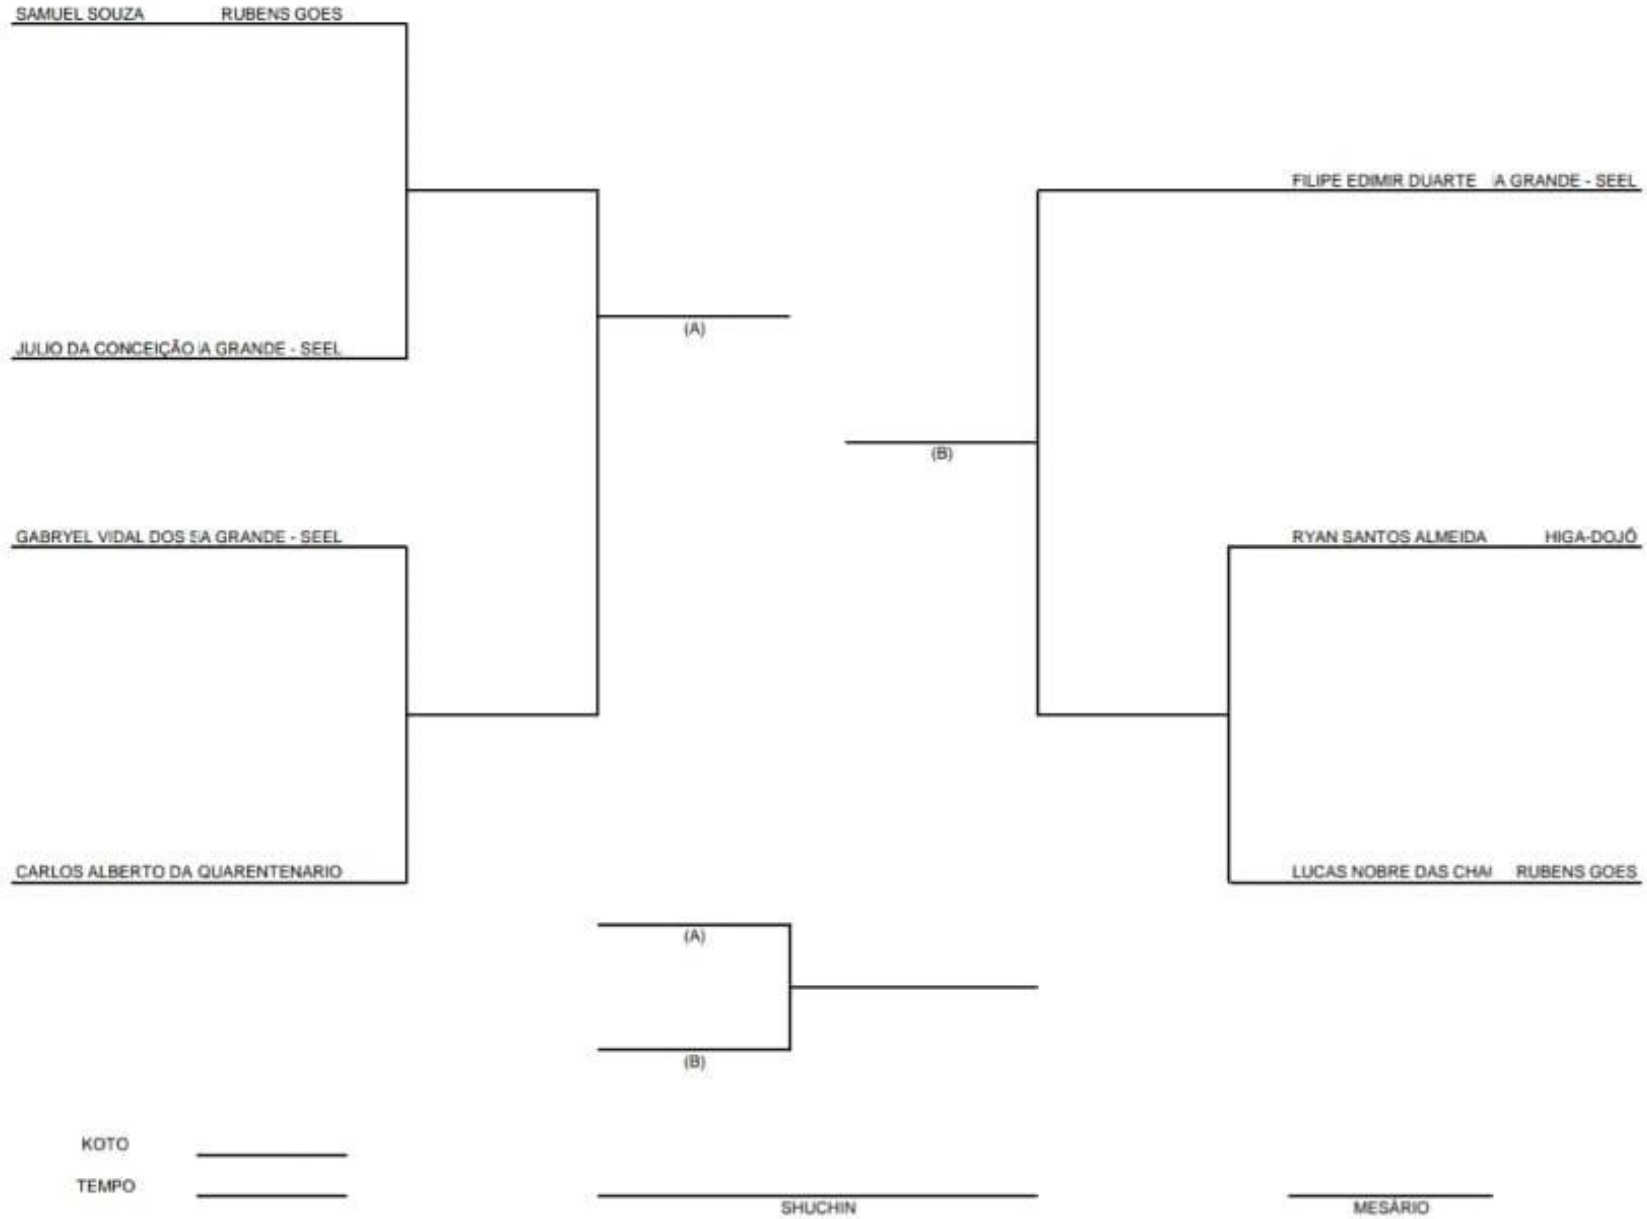 SAMUEL SOUZA RUBENS GOES
FILIPE EDIMIR DUARTE A GRANDE - SEEL
(A)
JULIO DA CONCEIÇÃO A GRANDE - SEEL
(B)
GABRYEL VIDAL DOS A GRANDE - SEEL
RYAN SANTOS ALMEIDA HIGA-DOJÔ
CARLOS ALBERTO DA QUARENTENARIO
LUCAS NOBRE DAS RUBENS GOES
(A)
(B)
KOTO
TEMPO
SHUCHIN
MESÁRIO